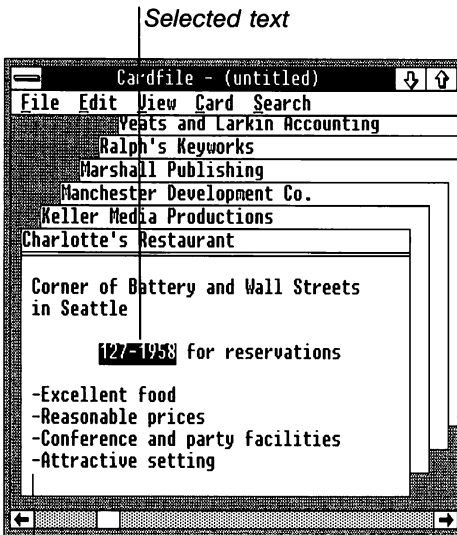 Selected text
Cardfile - (untitled)
File Edit View Card Search
Yeats and Larkin Accounting
Ralph's Keyworks
Marshall Publishing
Manchester Development Co.
Keller Media Productions
Charlotte's Restaurant
Corner of Battery and Wall Streets
in Seattle
127-1958 for reservations
-Excellent food
-Reasonable prices
-Conference and party facilities
-Attractive setting